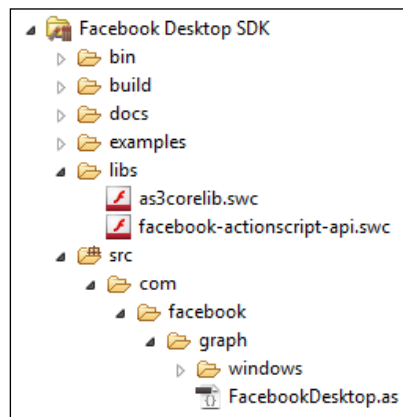 Facebook Desktop SDK
bin
build
docs
examples
libs
as3corelib.swc
facebook-actionscript-api.swc
src
com
facebook
graph
windows
FacebookDesktop.as